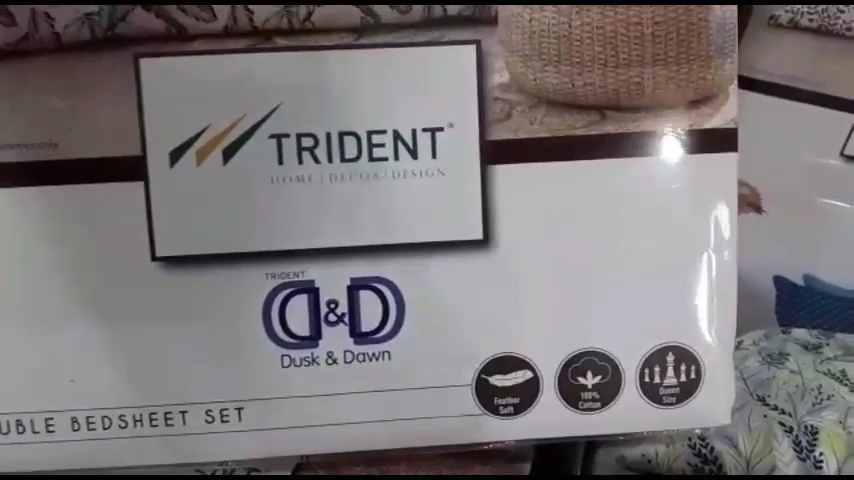 TRIDENT
HOME | DECOR | DESIGN
TRIDENT
D&D
Dusk & Dawn
UBLE BEDSHEET SET
Feather
Soft
100%
Cotton
Queen
Size